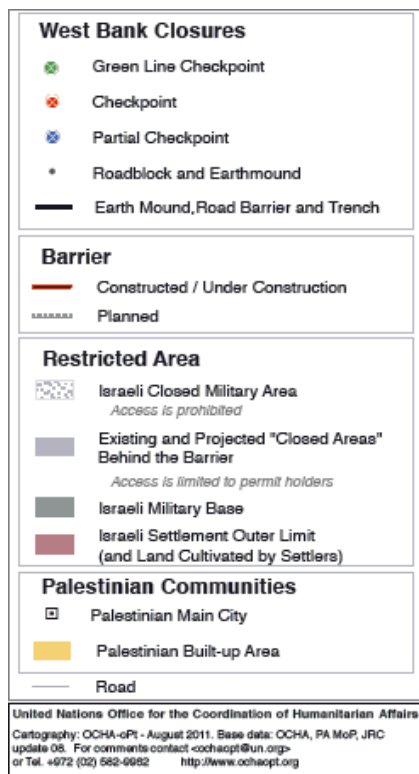 West Bank Closures
Green Line Checkpoint
Checkpoint
Partial Checkpoint
Roadblock and Earthmound
Earth Mound,Road Barrier and Trench
Barrier
Constructed / Under Construction
Planned
Restricted Area
Israeli Closed Military Area
Access is prohibited
Existing and Projected "Closed Areas"
Behind the Barrier
Access is limited to permit holders
Israeli Military Base
Israeli Settlement Outer Limit
(and Land Cultivated by Settlers)
Palestinian Communities
Palestinian Main City
Palestinian Built-up Area
Road
United Nations Office for the Coordination of Humanitarian Affairs
Cartography: OCHA-oPt - August 2011. Base data: OCHA, PA MoP, JRC
update 08. For comments contact <ochaopt@un.org>
or Tel. +972 (02) 582-9962 http://www.ochaopt.org